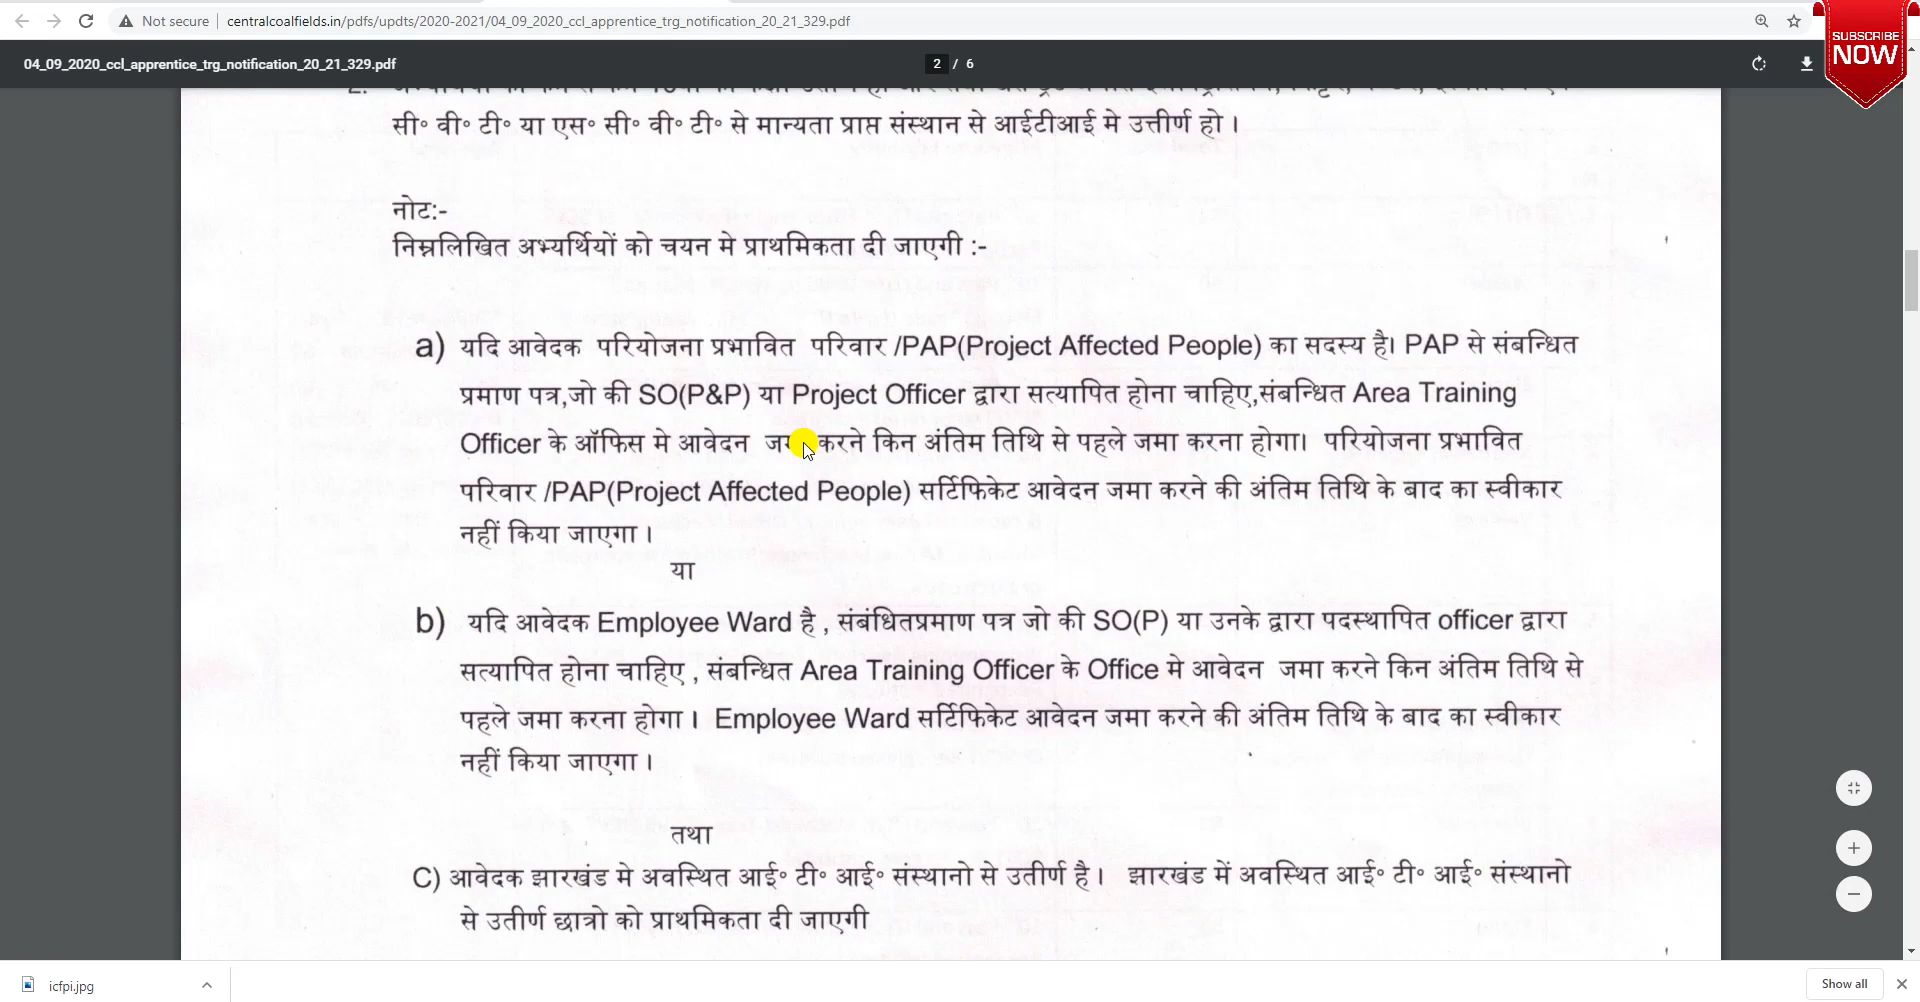 Not secure centralcoalfields.in/pdfs/updts/2020-2021/04_09_2020_ccl_apprentice_trg_notification_20_21_329.pdf
SUBSCRIBE
NOW
04_09_2020_ccl_apprentice_trg_notification_20_21_329.pdf
2 / 6
सी॰ वी॰ टी॰ या एस॰ सी॰ वी॰ टी॰ से मान्यता प्राप्त संस्थान से आईटीआई मे उत्तीर्ण हो ।
नोट:-
निम्नलिखित अभ्यर्थियों को चयन मे प्राथमिकता दी जाएगी :-
a) यदि आवेदक परियोजना प्रभावित परिवार /PAP(Project Affected People) का सदस्य है। PAP से संबन्धित
प्रमाण पत्र,जो की SO(P&P) या Project Officer द्वारा सत्यापित होना चाहिए,संबन्धित Area Training
Officer के ऑफिस मे आवेदन करने किन अंतिम तिथि से पहले जमा करना होगा। परियोजना प्रभावित
परिवार /PAP(Project Affected People) सर्टिफिकेट आवेदन जमा करने की अंतिम तिथि के बाद का स्वीकार
नहीं किया जाएगा ।
या
b) यदि आवेदक Employee Ward है , संबंधितप्रमाण पत्र जो की SO(P) या उनके द्वारा पदस्थापित officer द्वारा
सत्यापित होना चाहिए , संबन्धित Area Training Officer के Office मे आवेदन जमा करने किन अंतिम तिथि से
पहले जमा करना होगा । Employee Ward सर्टिफिकेट आवेदन जमा करने की अंतिम तिथि के बाद का स्वीकार
नहीं किया जाएगा ।
तथा
C) आवेदक झारखंड मे अवस्थित आई॰ टी॰ आई॰ संस्थानो से उतीर्ण है । झारखंड में अवस्थित आई॰ टी॰ आई॰ संस्थानो
से उतीर्ण छात्रो को प्राथमिकता दी जाएगी
icfpi.jpg
Show all